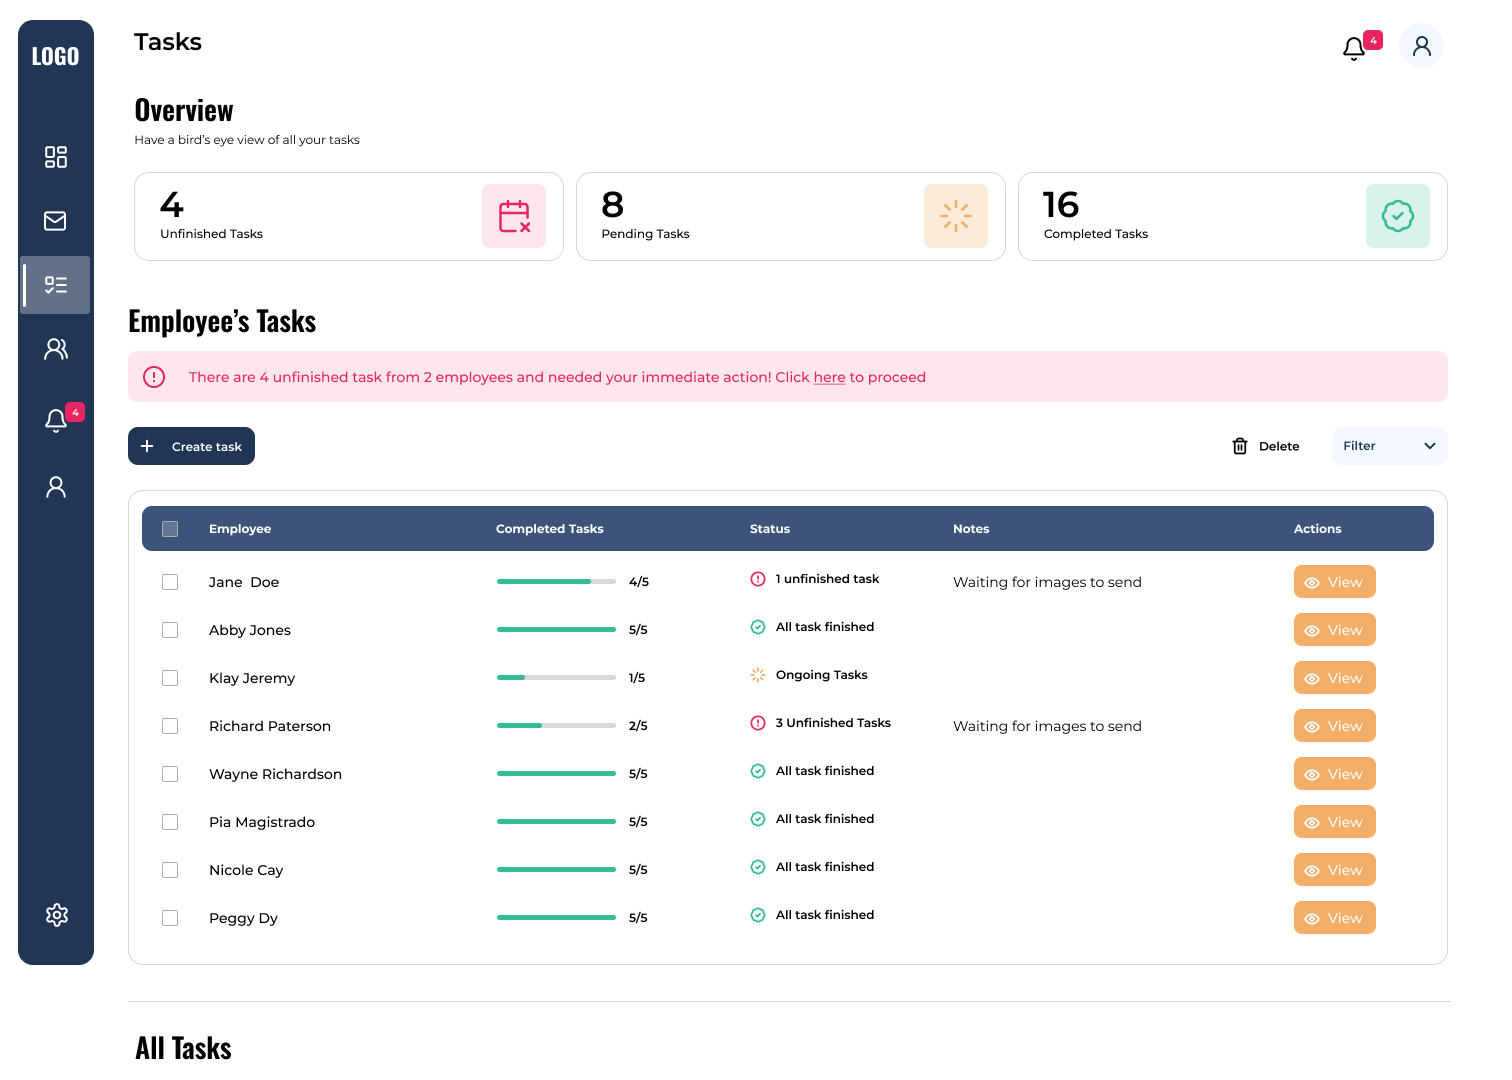 LOGO
Tasks
4
Overview
Have a bird's eye view of all your tasks
4
Unfinished Tasks
8
Pending Tasks
16
Completed Tasks
Employee's Tasks
There are 4 unfinished task from 2 employees and needed your immediate action! Click here to proceed
4
Create task
Delete
Filter
Employee Completed Tasks Status Notes Actions
Jane Doe 4/5 1 unfinished task Waiting for images to send View
Abby Jones 5/5 All task finished View
Klay Jeremy 1/5 Ongoing Tasks View
Richard Paterson 2/5 3 Unfinished Tasks Waiting for images to send View
Wayne Richardson 5/5 All task finished View
Pia Magistrado 5/5 All task finished View
Nicole Cay 5/5 All task finished View
Peggy Dy 5/5 All task finished View
All Tasks